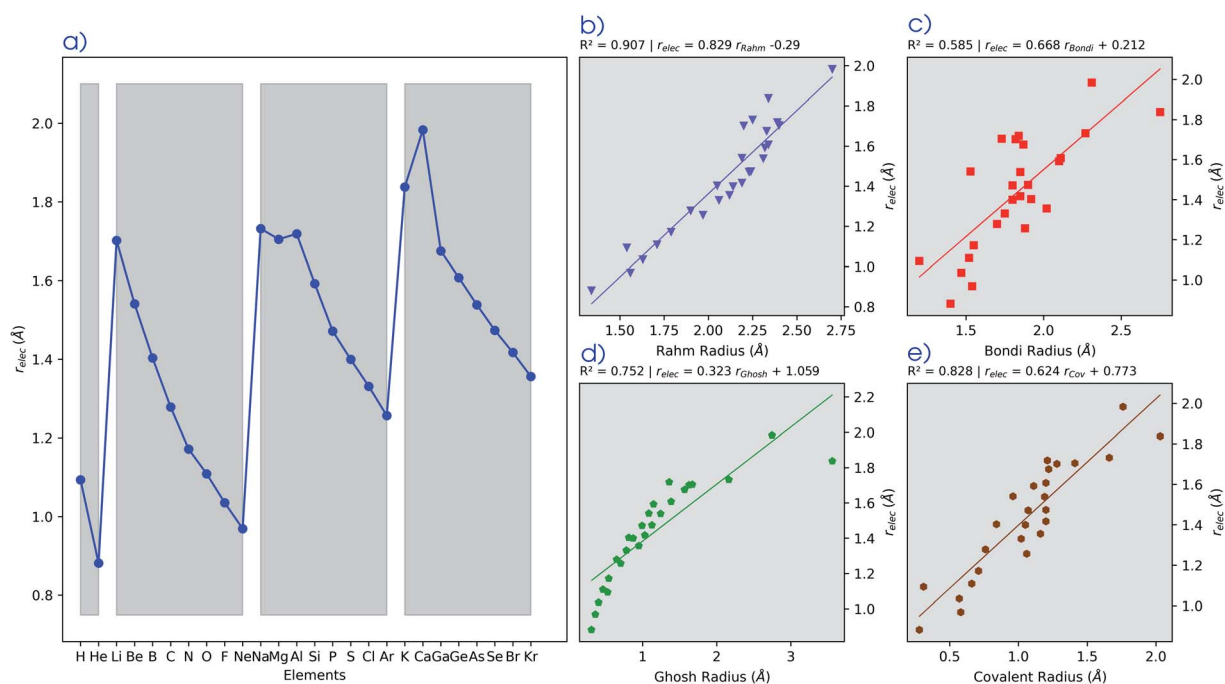 a)
2.0
1.8
1.6
1.4
1.2
1.0
0.8
r_elec (Å)
H He Li Be B C N O F Ne Na Mg Al Si P S Cl Ar K Ca Ga Ge As Se Br Kr
Elements
b)
R² = 0.907 | r_elec = 0.829 r_Rahm -0.29
2.0
1.8
1.6
1.4
1.2
1.0
0.8
r_elec (Å)
1.50 1.75 2.00 2.25 2.50 2.75
Rahm Radius (Å)
c)
R² = 0.585 | r_elec = 0.668 r_Bondi + 0.212
2.0
1.8
1.6
1.4
1.2
1.0
r_elec (Å)
1.5 2.0 2.5
Bondi Radius (Å)
d)
R² = 0.752 | r_elec = 0.323 r_Ghosh + 1.059
2.2
2.0
1.8
1.6
1.4
1.2
1.0
r_elec (Å)
1 2 3
Ghosh Radius (Å)
e)
R² = 0.828 | r_elec = 0.624 r_Cov + 0.773
2.0
1.8
1.6
1.4
1.2
1.0
r_elec (Å)
0.5 1.0 1.5 2.0
Covalent Radius (Å)